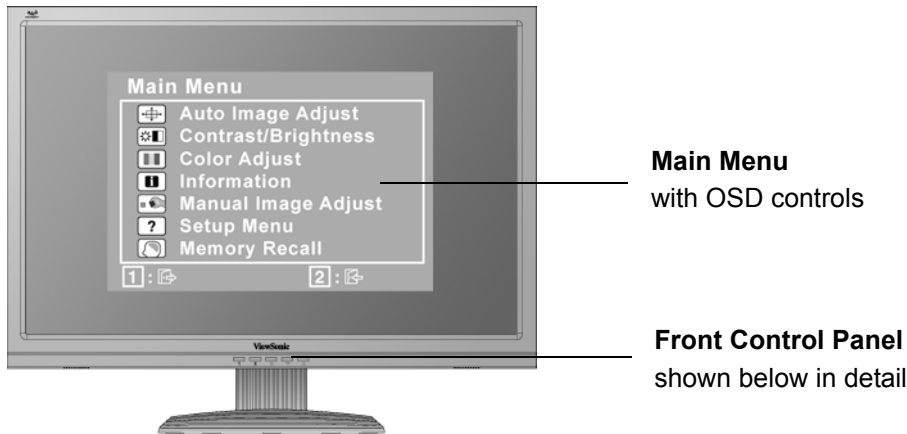 Main Menu
Auto Image Adjust
Contrast/Brightness
Color Adjust
Information
Manual Image Adjust
? Setup Menu
Memory Recall
1 : 2 :
ViewSonic
Main Menu
with OSD controls
Front Control Panel
shown below in detail